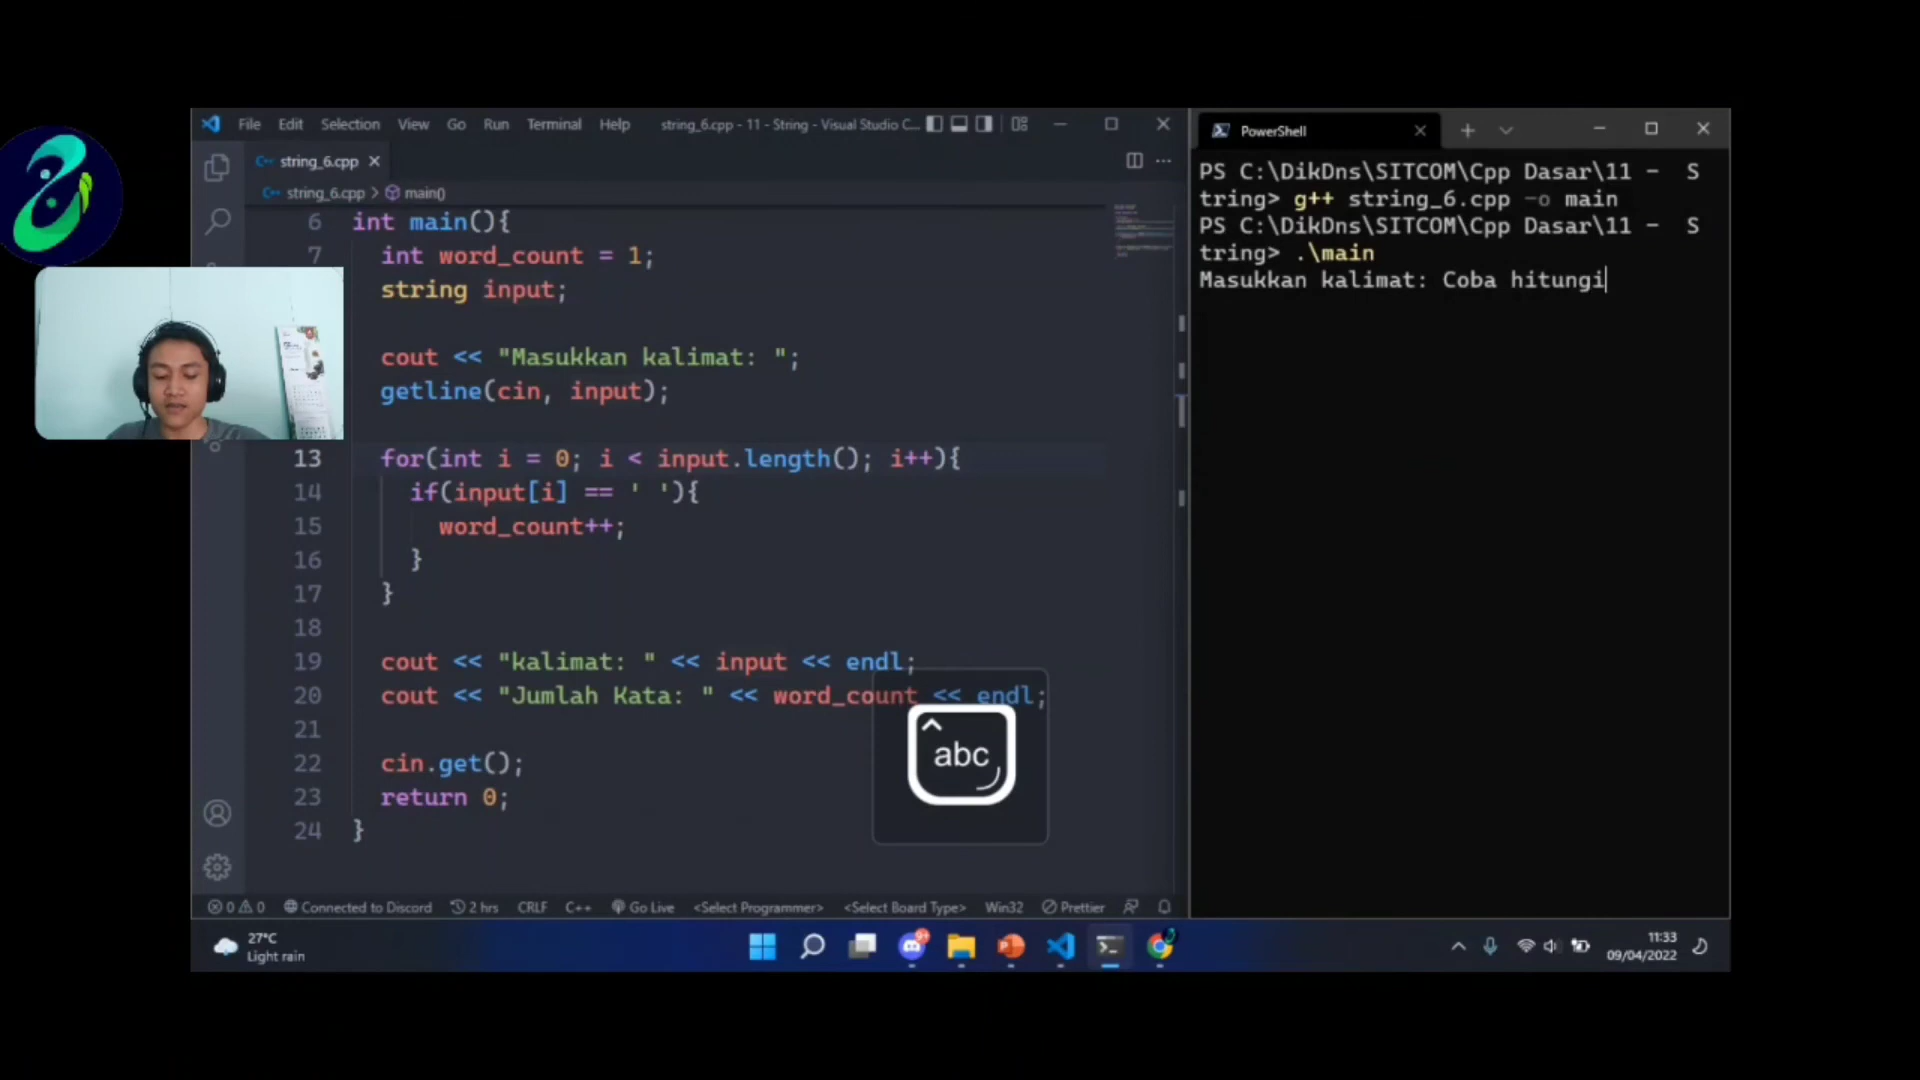 File Edit Selection View Go Run Terminal Help string_6.cpp - 11 - String - Visual Studio C...
string_6.cpp
string_6.cpp > main()
6 int main(){
7 int word_count = 1;
string input;
cout << "Masukkan kalimat: ";
getline(cin, input);
13 for(int i = 0; i < input.length(); i++){
14 if(input[i] == ' '){
15 word_count++;
16 }
17 }
18
19 cout << "kalimat: " << input << endl;
20 cout << "Jumlah Kata: " << word_count << endl;
21
22 cin.get();
23 return 0;
24 }
abc
0 0 Connected to Discord 2 hrs CRLF C++ Go Live <Select Programmer> <Select Board Type> Win32 Prettier
PowerShell
PS C:\DikDns\SITCOM\Cpp Dasar\11 - S
tring> g++ string_6.cpp -o main
PS C:\DikDns\SITCOM\Cpp Dasar\11 - S
tring> .\main
Masukkan kalimat: Coba hitungi
27°C
Light rain
11:33
09/04/2022